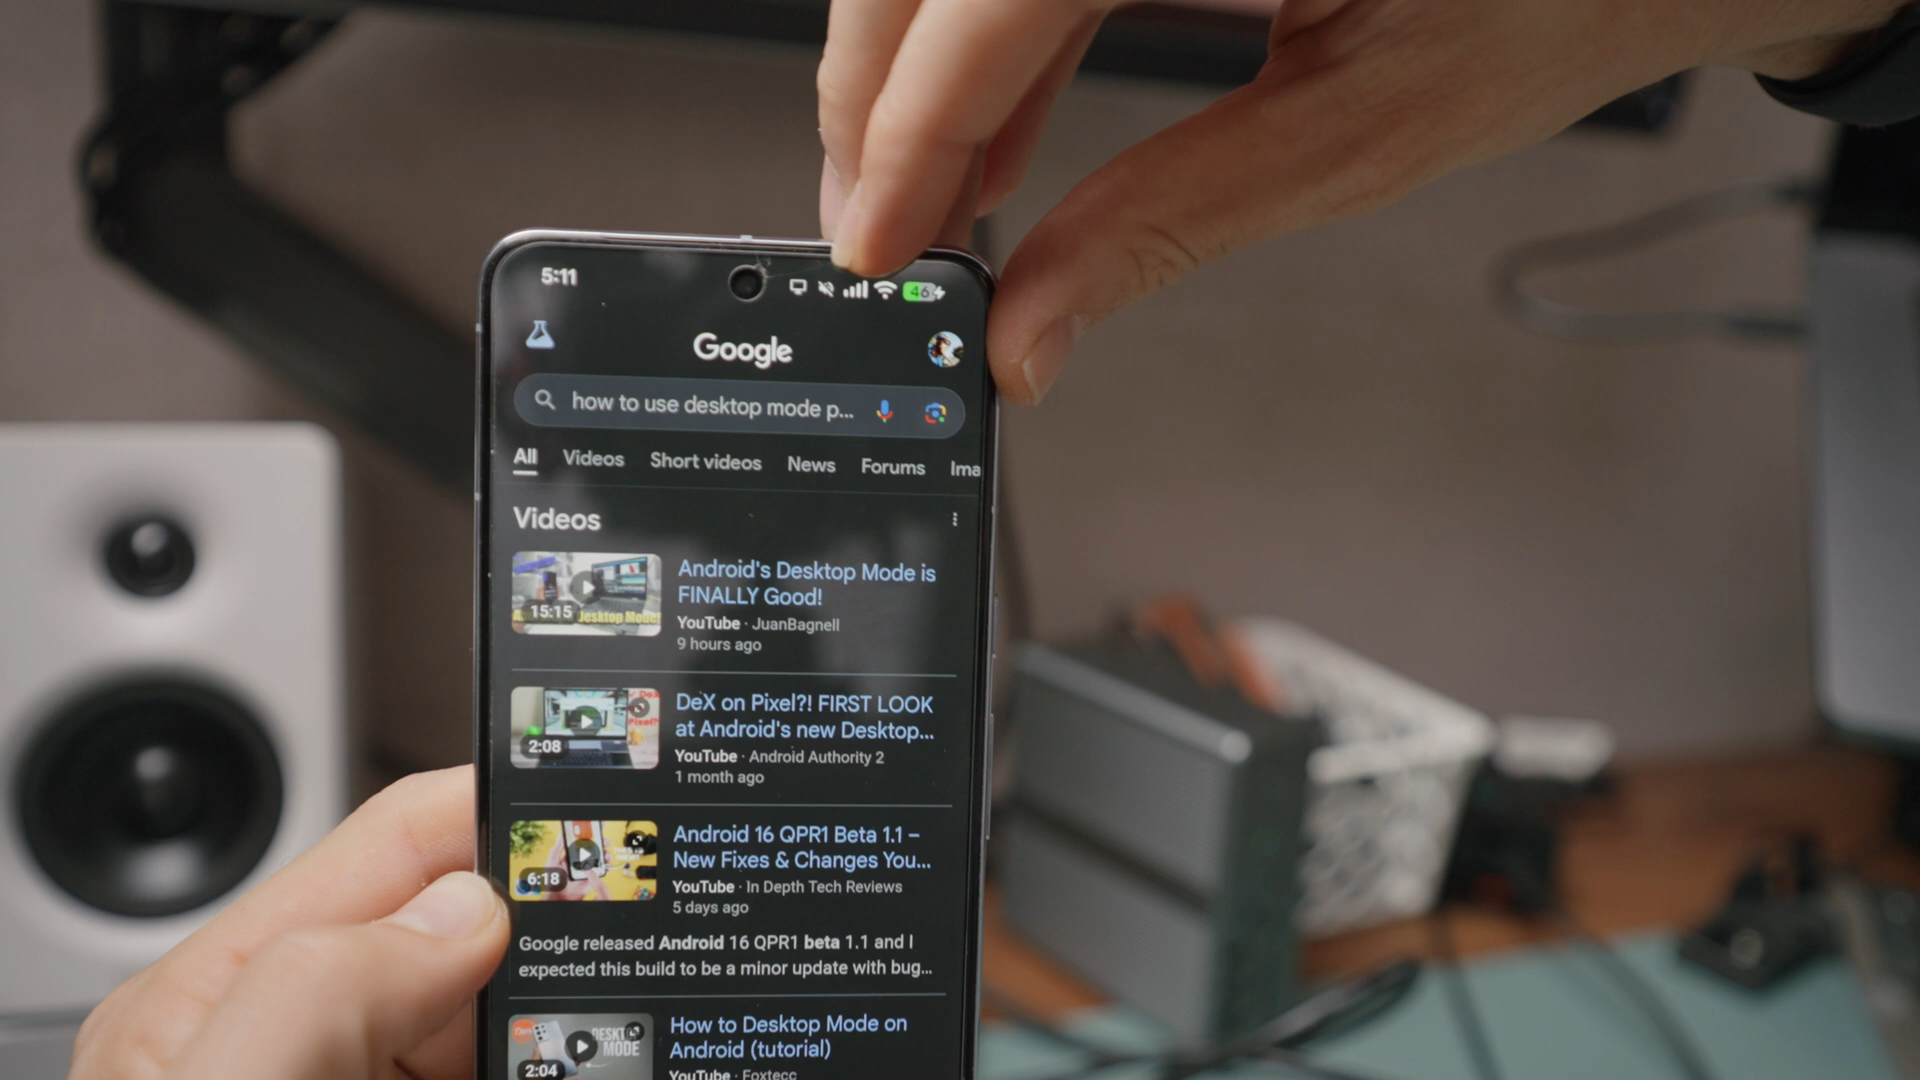 5:11
46
Google
how to use desktop mode p...
All Videos Short videos News Forums Ima
Videos
Android's Desktop Mode is
FINALLY Good!
15:15
Desktop Mode
YouTube · JuanBagnell
9 hours ago
DeX on Pixel?! FIRST LOOK
at Android's new Desktop...
2:08
YouTube · Android Authority 2
1 month ago
Android 16 QPR1 Beta 1.1 –
New Fixes & Changes You...
6:18
YouTube · In Depth Tech Reviews
5 days ago
Google released Android 16 QPR1 beta 1.1 and I
expected this build to be a minor update with bug...
How to Desktop Mode on
Android (tutorial)
DESKTOP
MODE
2:04
YouTube · Foxtecc